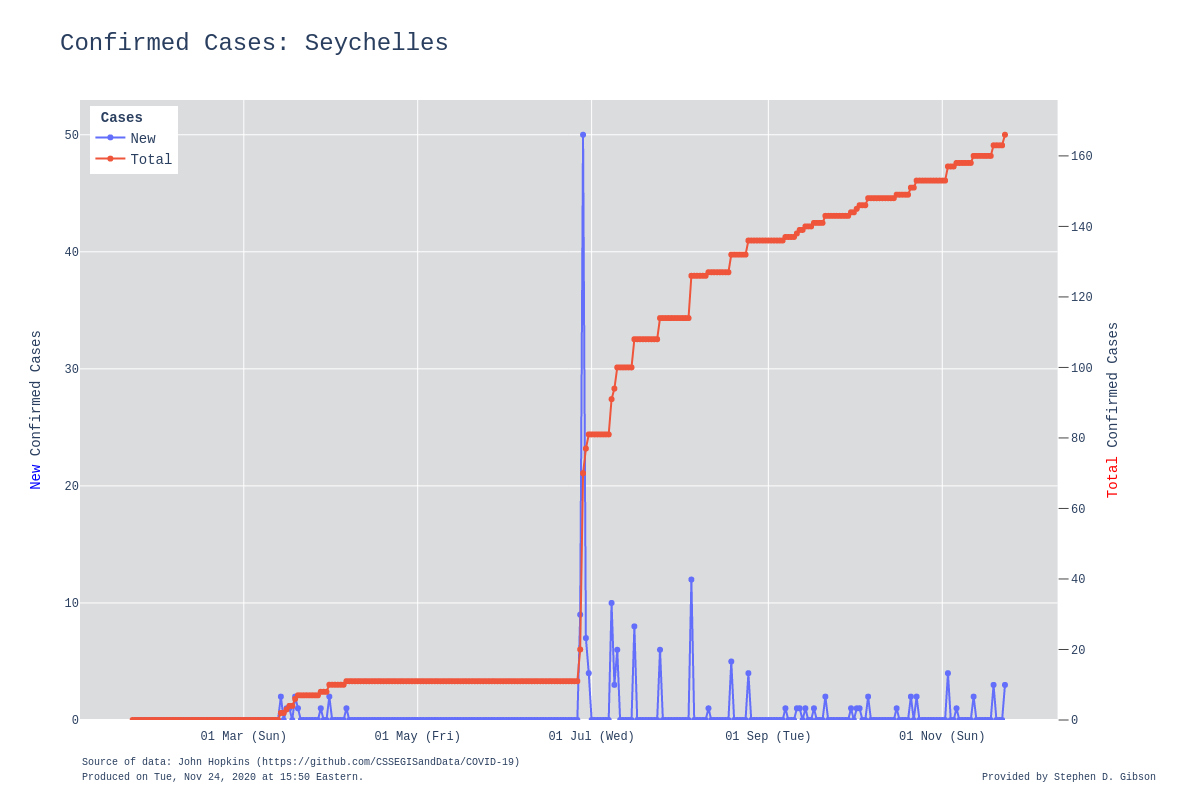 Confirmed Cases: Seychelles
Cases
New
Total
50
40
30
20
10
0
160
140
120
100
80
60
40
20
0
New Confirmed Cases
Total Confirmed Cases
01 Mar (Sun)
01 May (Fri)
01 Jul (Wed)
01 Sep (Tue)
01 Nov (Sun)
Source of data: John Hopkins (https://github.com/CSSEGISandData/COVID-19)
Produced on Tue, Nov 24, 2020 at 15:50 Eastern.
Provided by Stephen D. Gibson